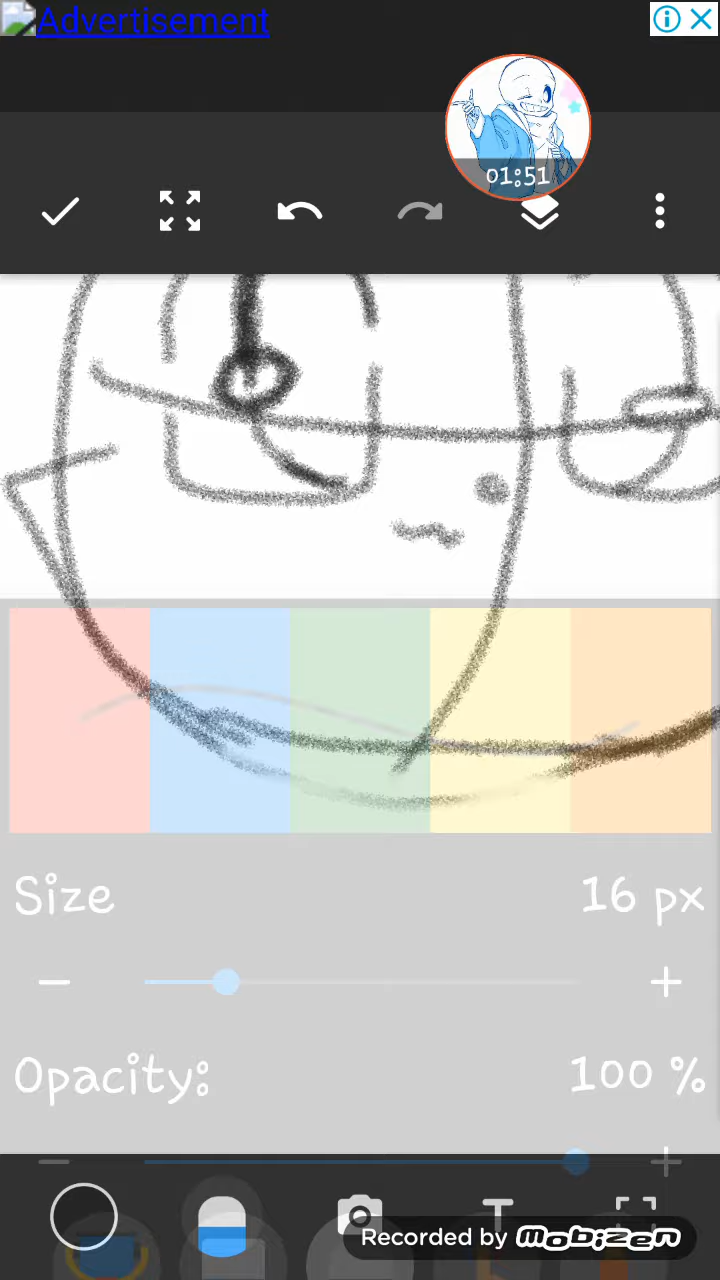 Advertisement
01:51
Size
16 px
Opacity:
100 %
T
Recorded by mobizen